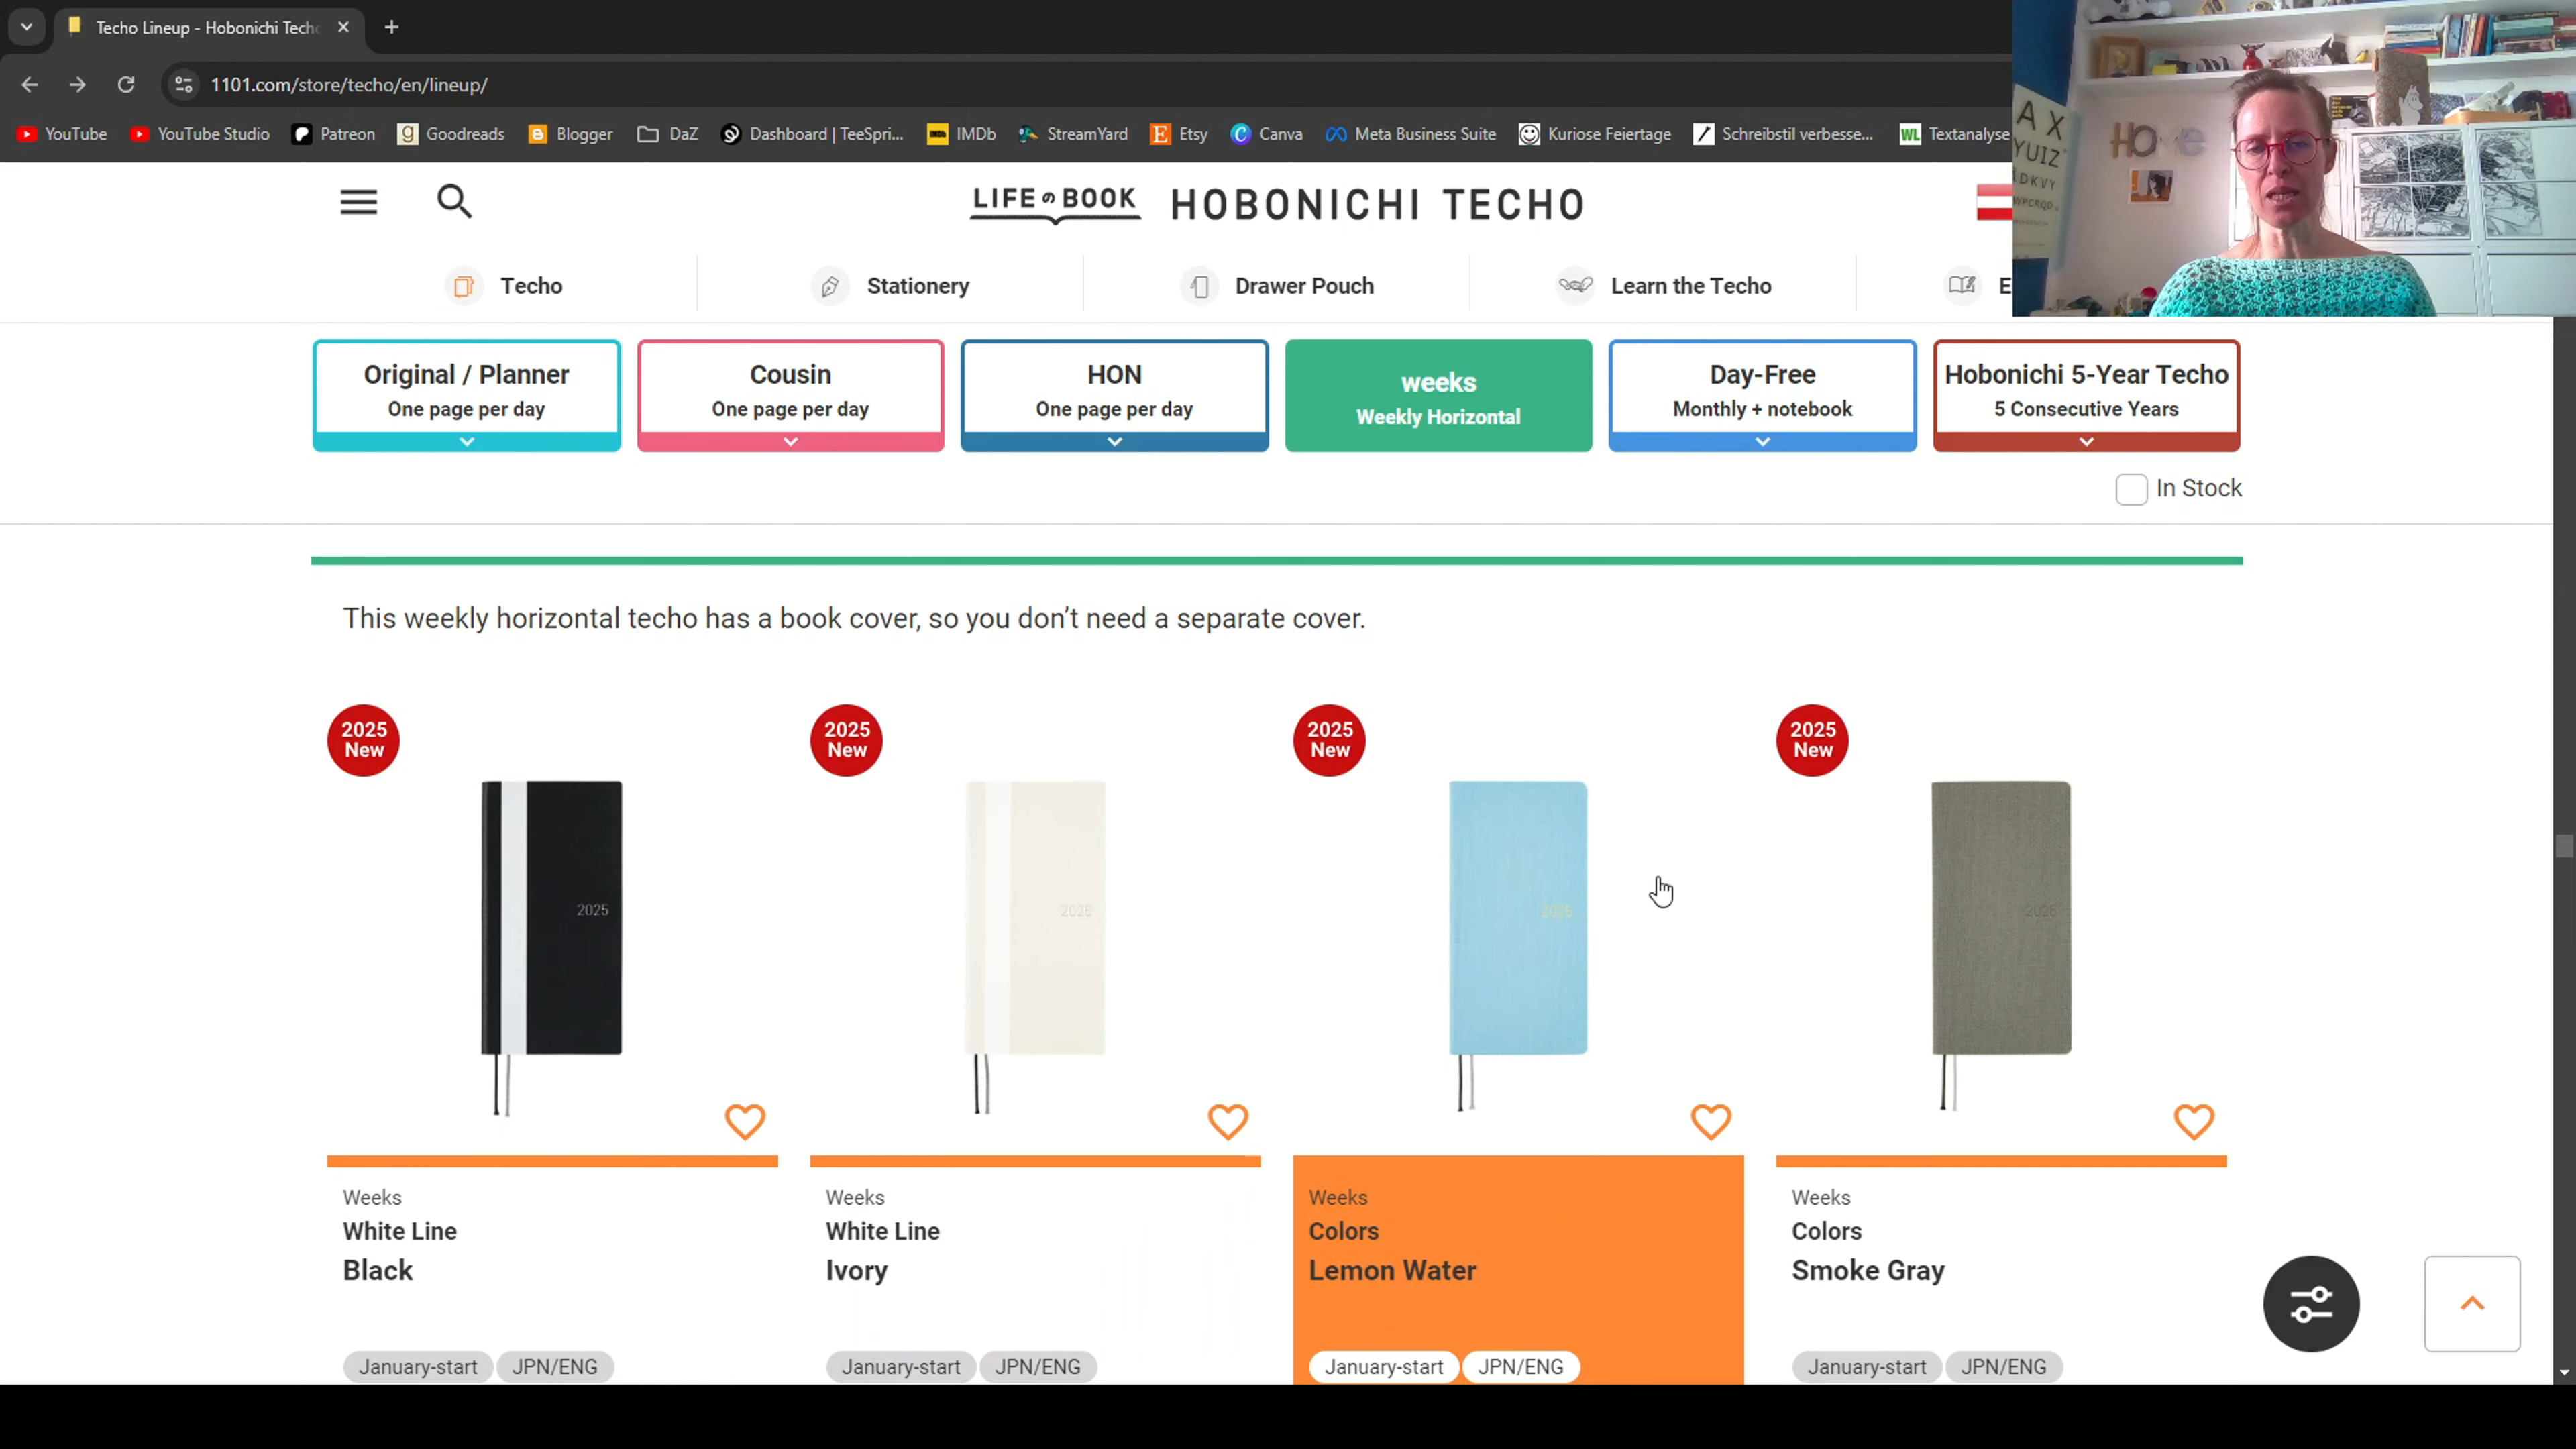 Techo Lineup - Hobonichi Techo
1101.com/store/techo/en/lineup/
YouTube
YouTube Studio
Patreon
Goodreads
Blogger
DaZ
Dashboard | TeeSpri...
IMDb
StreamYard
Etsy
Canva
Meta Business Suite
Kuriose Feiertage
Schreibstil verbesse...
WL
Textanalyse
A X
YUIZ
DKVY
HOME
LIFE の BOOK
HOBONICHI TECHO
Techo
Stationery
Drawer Pouch
Learn the Techo
E
Original / Planner
One page per day
Cousin
One page per day
HON
One page per day
weeks
Weekly Horizontal
Day-Free
Monthly + notebook
Hobonichi 5-Year Techo
5 Consecutive Years
In Stock
This weekly horizontal techo has a book cover, so you don't need a separate cover.
2025
New
2025
New
2025
New
2025
New
2025
2025
2025
2025
Weeks
White Line
Black
January-start
JPN/ENG
Weeks
White Line
Ivory
January-start
JPN/ENG
Weeks
Colors
Lemon Water
January-start
JPN/ENG
Weeks
Colors
Smoke Gray
January-start
JPN/ENG